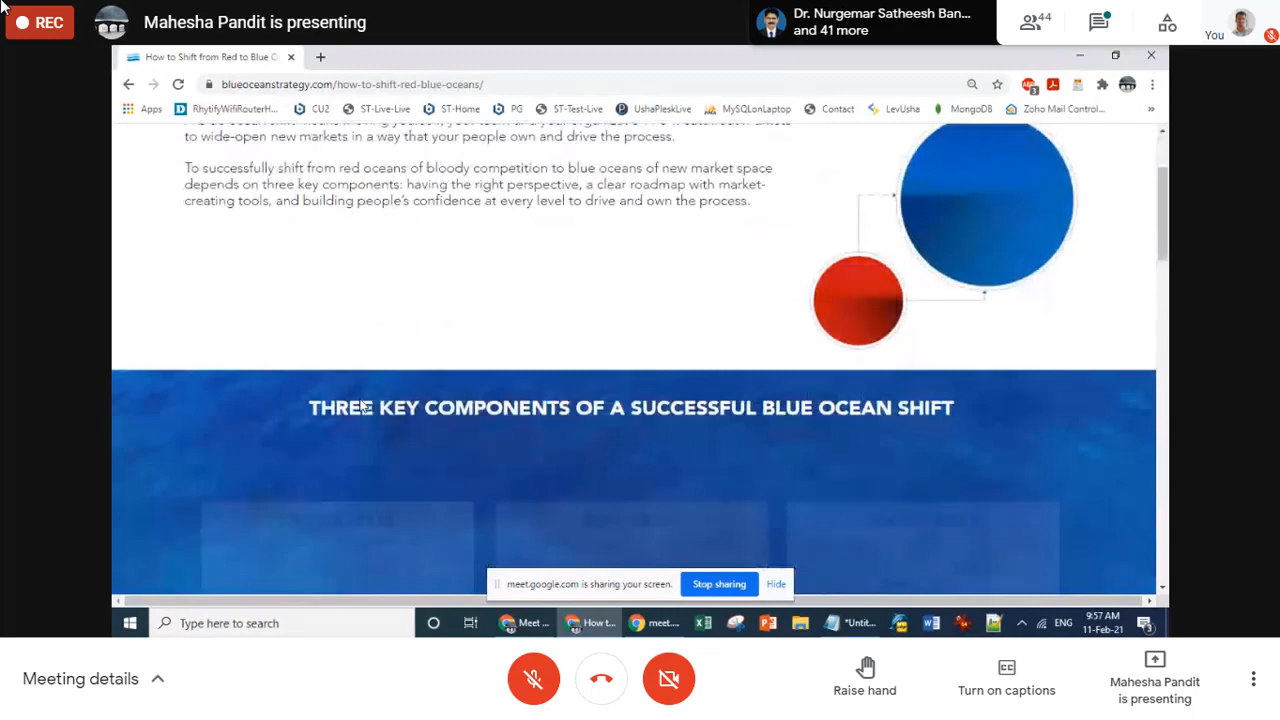 REC
Mahesha Pandit is presenting
Dr. Nurgemar Satheesh Ban...
and 41 more
44
You
How to Shift from Red to Blue O
blueoceanstrategy.com/how-to-shift-red-blue-oceans/
Apps RhytifyWifiRouterH... CU2 ST-Live-Live ST-Home PG ST-Test-Live UshaPleskLive MySQLonLaptop Contact LevUsha MongoDB Zoho Mail Control... »
to wide-open new markets in a way that your people own and drive the process.
To successfully shift from red oceans of bloody competition to blue oceans of new market space
depends on three key components: having the right perspective, a clear roadmap with market-
creating tools, and building people's confidence at every level to drive and own the process.
THREE KEY COMPONENTS OF A SUCCESSFUL BLUE OCEAN SHIFT
meet.google.com is sharing your screen. Stop sharing Hide
Type here to search
Meet ... How t... meet.... *Untit...
ENG
9:57 AM
11-Feb-21
3
Meeting details
Raise hand
Turn on captions
Mahesha Pandit
is presenting